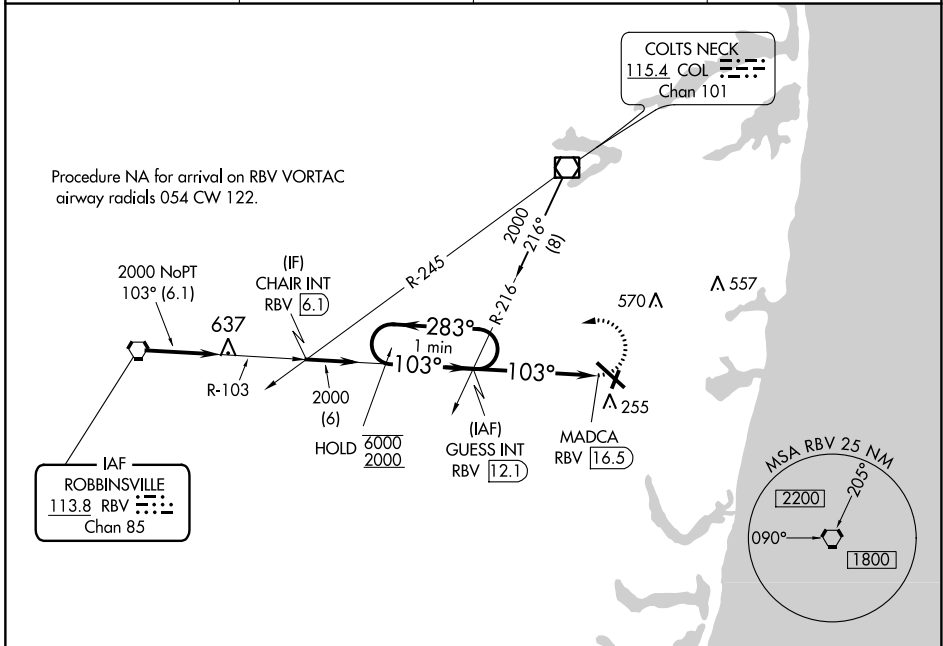 COLTS NECK
115.4 COL
Chan 101
Procedure NA for arrival on RBV VORTAC
airway radials 054 CW 122.
2000
216°
(8)
(IF)
CHAIR INT
RBV 6.1
R-245
2000 NoPT
103° (6.1)
R-216
570
557
637
283°
1 min
103°
103°
R-103
2000
(6)
HOLD 6000
2000
(IAF)
GUESS INT
RBV 12.1
MADCA
RBV 16.5
255
IAF
ROBBINSVILLE
113.8 RBV
Chan 85
MSA RBV 25 NM
205°
2200
090°
1800